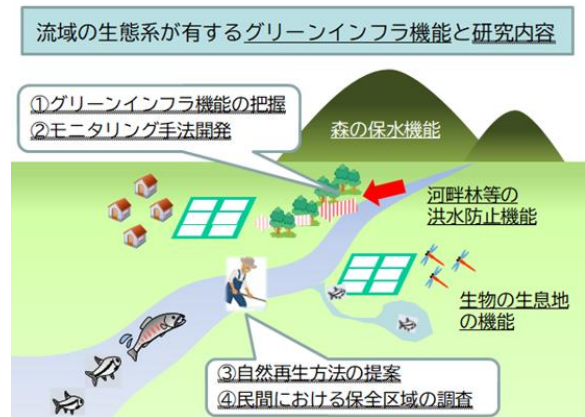 流域の生態系が有するグリーンインフラ機能と研究内容
①グリーンインフラ機能の把握
②モニタリング手法開発
森の保水機能
河畔林等の
洪水防止機能
生物の生息地
の機能
③自然再生方法の提案
④民間における保全区域の調査